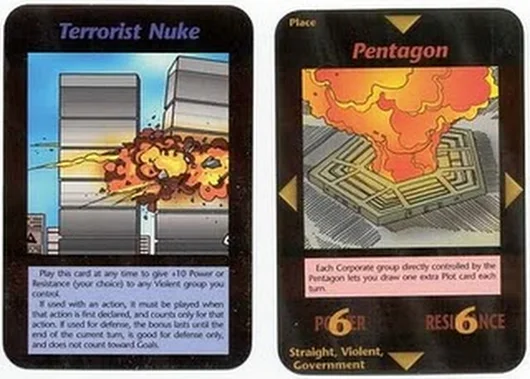 Terrorist Nuke
Play this card at any time to give +10 Power or
Resistance (your choice) to any Violent group you
control.
If used with an action, it must be played when
that action is first declared, and counts only for that
action. If used for defense, the bonus lasts until the
end of the current turn, is good for defense only,
and does not count toward Goals.
Place
Pentagon
Each Corporate group directly controlled by the
Pentagon lets you draw one extra Plot card each
turn.
POWER 6
RESISTANCE 6
Straight, Violent,
Government